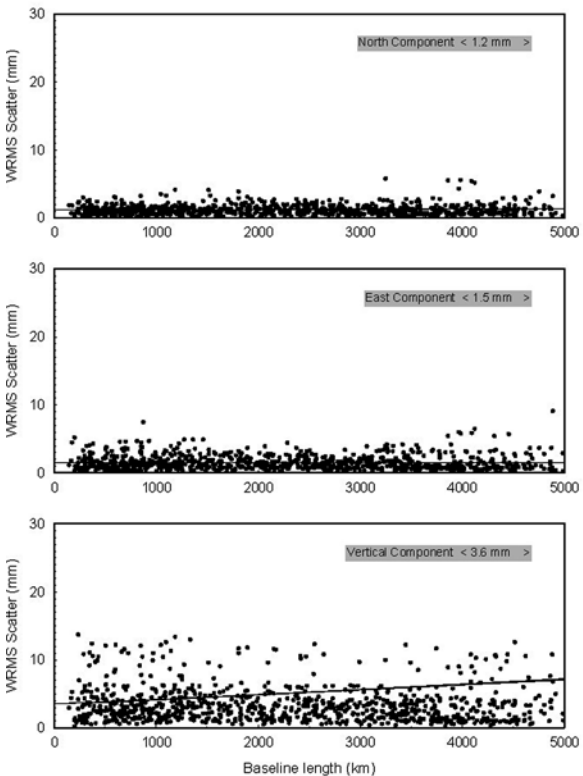 30
North Component < 1.2 mm >
20
WRMS Scatter (mm)
10
0
0 1000 2000 3000 4000 5000
30
East Component < 1.5 mm >
20
WRMS Scatter (mm)
10
0
0 1000 2000 3000 4000 5000
30
Vertical Component < 3.6 mm >
20
WRMS Scatter (mm)
10
0
0 1000 2000 3000 4000 5000
Baseline length (km)